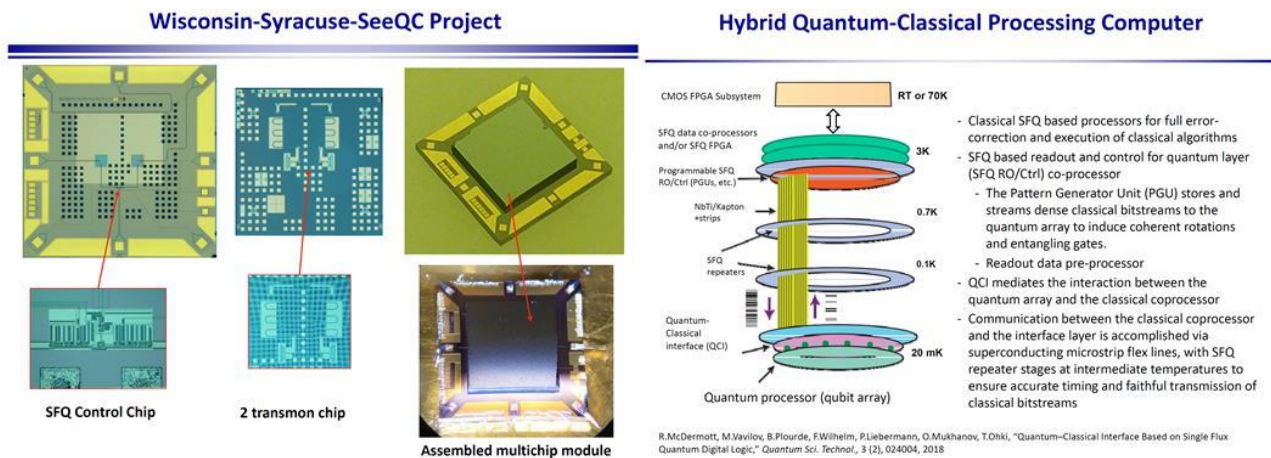 Wisconsin-Syracuse-SeeQC Project
SFQ Control Chip
2 transmon chip
Assembled multichip module
Hybrid Quantum-Classical Processing Computer
CMOS FPGA Subsystem
RT or 70K
SFQ data co-processors
and/or SFQ FPGA
3K
Programmable SFQ
RO/Ctrl (PGUs, etc.)
NbTi/Kapton
+strips
0.7K
SFQ
repeaters
0.1K
Quantum-
Classical
interface (QCI)
20 mK
Quantum processor (qubit array)
- Classical SFQ based processors for full error-
correction and execution of classical algorithms
- SFQ based readout and control for quantum layer
(SFQ RO/Ctrl) co-processor
- The Pattern Generator Unit (PGU) stores and
streams dense classical bitstreams to the
quantum array to induce coherent rotations
and entangling gates.
- Readout data pre-processor
- QCI mediates the interaction between the
quantum array and the classical coprocessor
- Communication between the classical coprocessor
and the interface layer is accomplished via
superconducting microstrip flex lines, with SFQ
repeater stages at intermediate temperatures to
ensure accurate timing and faithful transmission of
classical bitstreams
R.McDermott, M.Vavilov, B.Plourde, F.Wilhelm, P.Liebermann, O.Mukhanov, T.Ohki, "Quantum–Classical Interface Based on Single Flux
Quantum Digital Logic," Quantum Sci. Technol., 3 (2), 024004, 2018